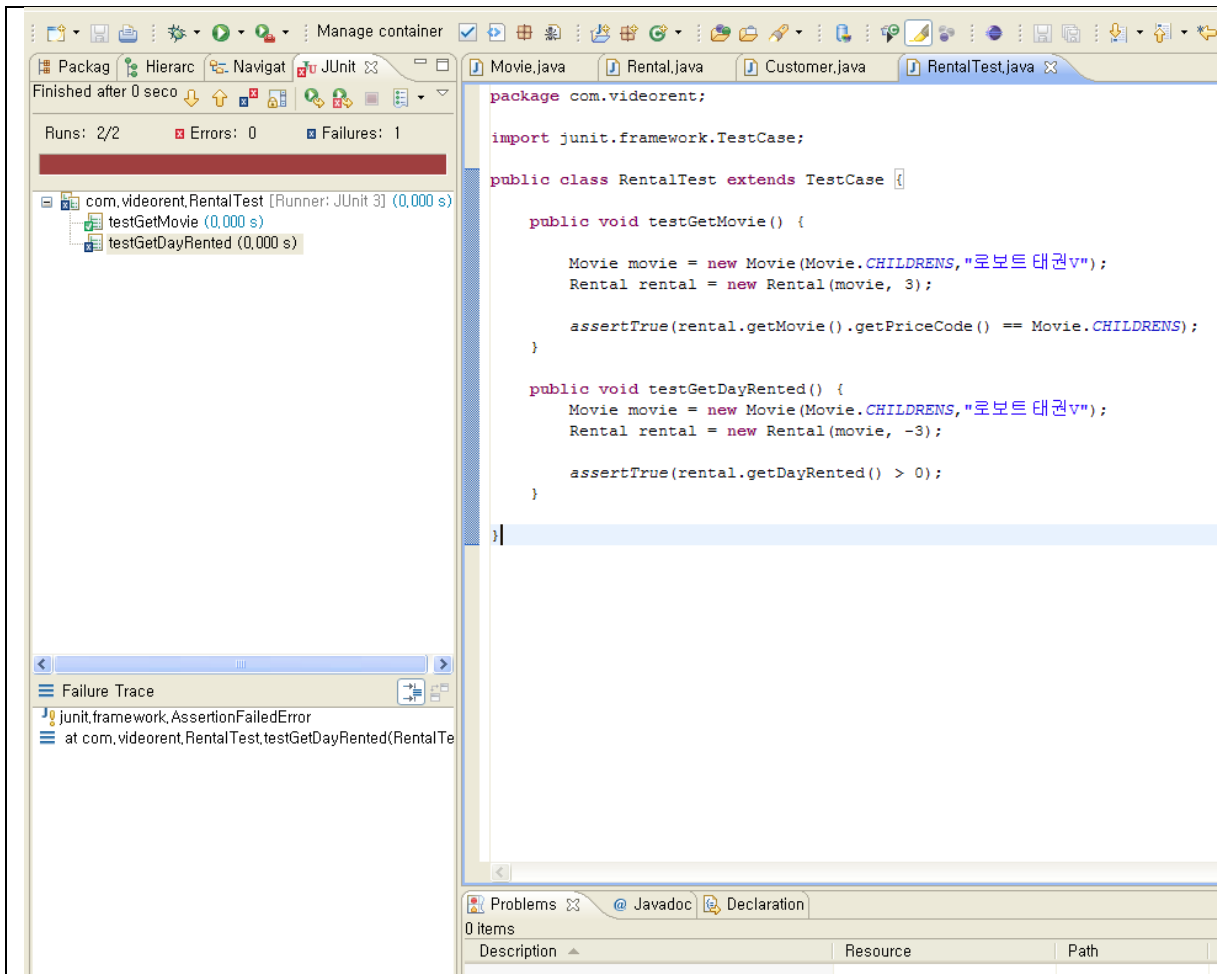 Manage container
Packag Hierarc Navigat JUnit
Finished after 0 seco
Runs: 2/2 Errors: 0 Failures: 1
com.videorent.RentalTest [Runner: JUnit 3] (0,000 s)
testGetMovie (0,000 s)
testGetDayRented (0,000 s)
Failure Trace
junit.framework.AssertionFailedError
at com.videorent.RentalTest.testGetDayRented(RentalTe
Movie.java Rental.java Customer.java RentalTest.java
package com.videorent;
import junit.framework.TestCase;
public class RentalTest extends TestCase {
public void testGetMovie() {
Movie movie = new Movie(Movie.CHILDRENS,"로보트 태권V");
Rental rental = new Rental(movie, 3);
assertTrue(rental.getMovie().getPriceCode() == Movie.CHILDRENS);
}
public void testGetDayRented() {
Movie movie = new Movie(Movie.CHILDRENS,"로보트 태권V");
Rental rental = new Rental(movie, -3);
assertTrue(rental.getDayRented() > 0);
}
}
Problems @ Javadoc Declaration
0 items
Description Resource Path